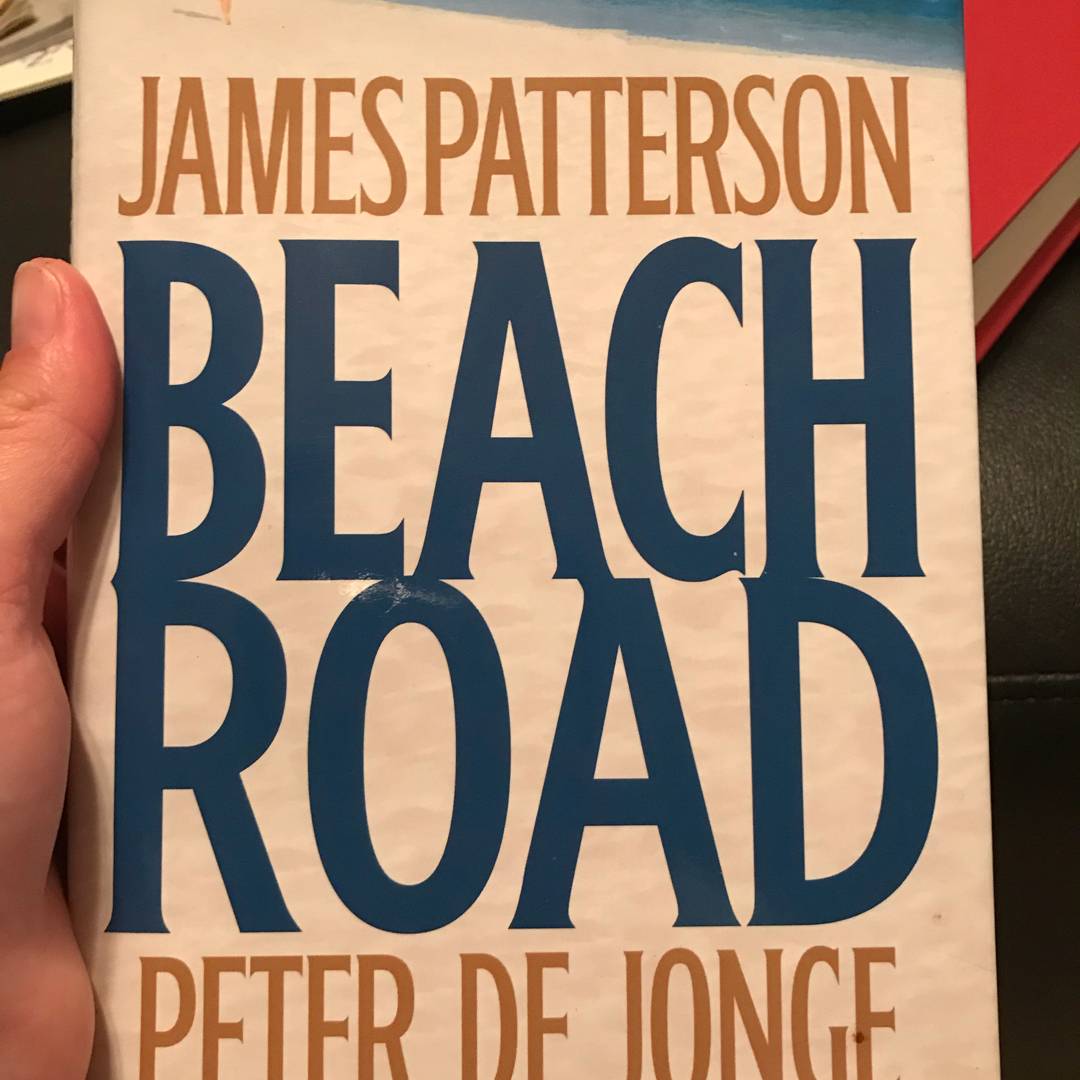 JAMES PATTERSON
BEACH
ROAD
PETER DE JONGE